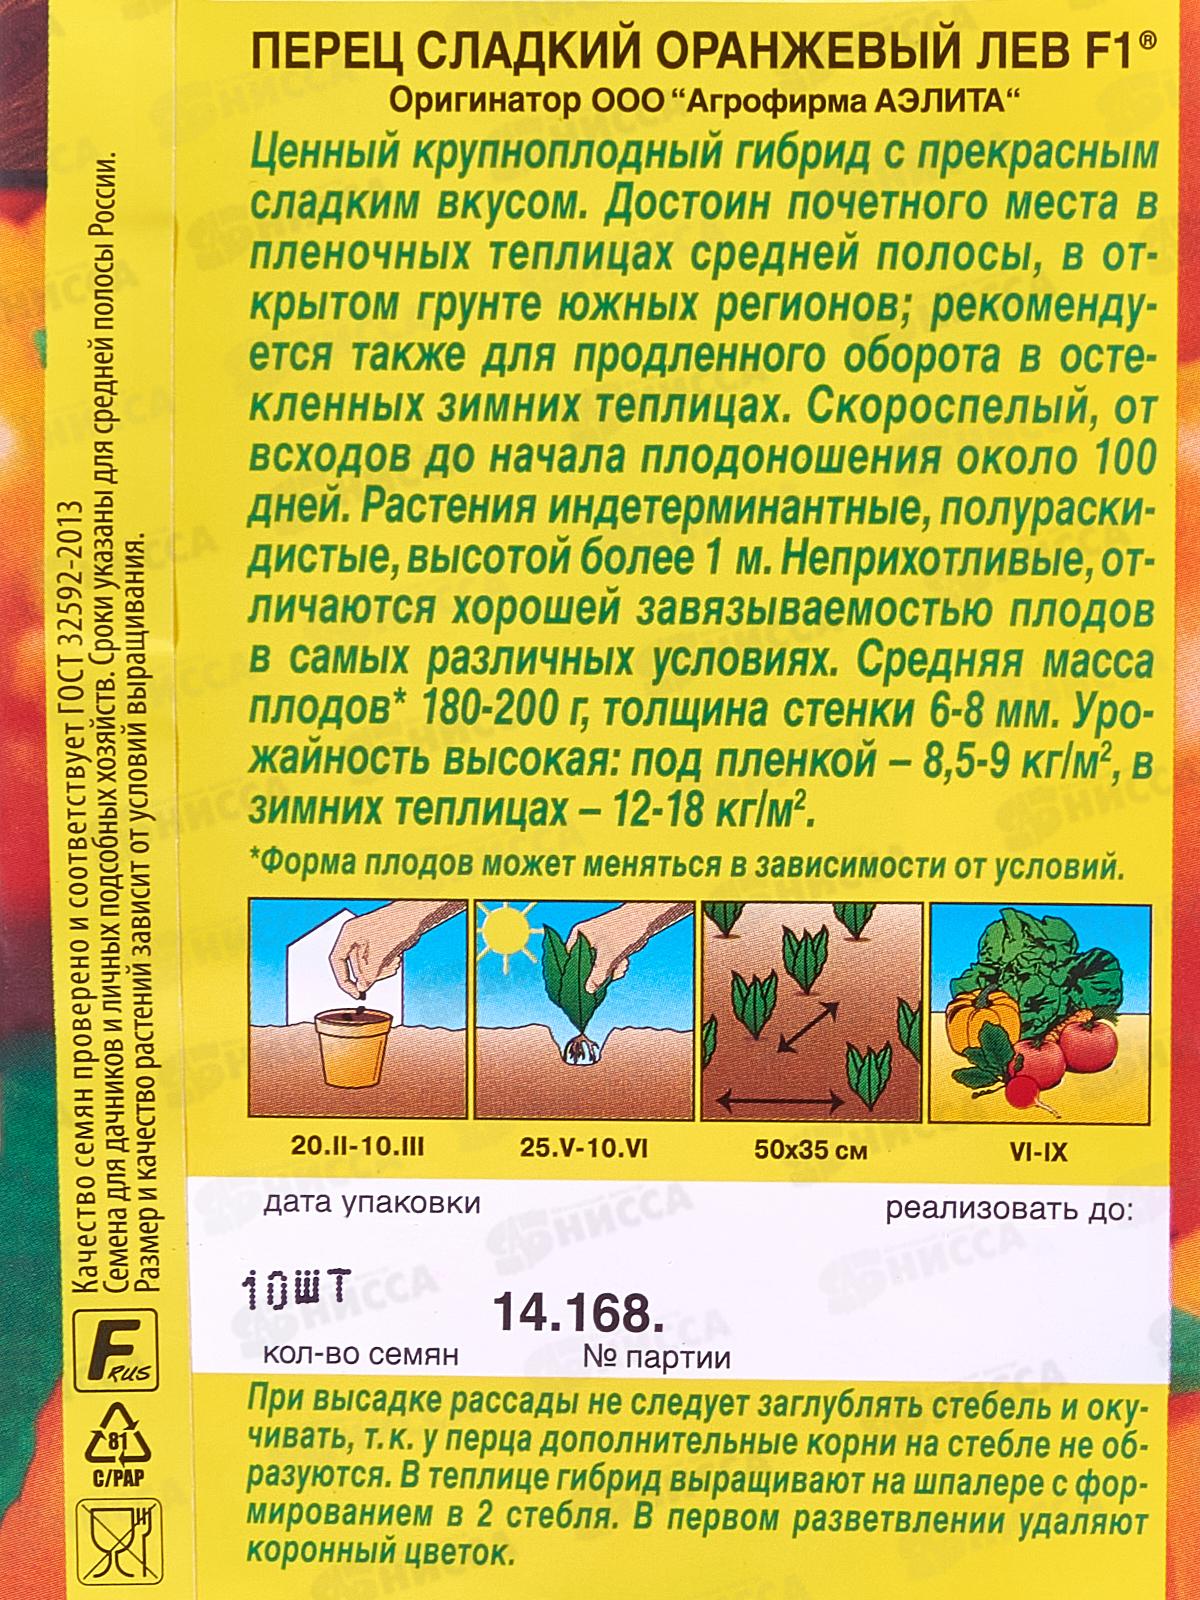 ПЕРЕЦ СЛАДКИЙ ОРАНЖЕВЫЙ ЛЕВ F1®
Оригинатор ООО “Агрофирма АЭЛИТА“
Ценный крупноплодный гибрид с прекрасным
сладким вкусом. Достоин почетного места в
пленочных теплицах средней полосы, в от-
крытом грунте южных регионов; рекоменду-
ется также для продленного оборота в осте-
кленных зимних теплицах. Скороспелый, от
всходов до начала плодоношения около 100
дней. Растения индетерминантные, полураски-
дистые, высотой более 1 м. Неприхотливые, от-
личаются хорошей завязываемостью плодов
в самых различных условиях. Средняя масса
плодов* 180-200 г, толщина стенки 6-8 мм. Уро-
жайность высокая: под пленкой – 8,5-9 кг/м², в
зимних теплицах – 12-18 кг/м².
*Форма плодов может меняться в зависимости от условий.
20.II-10.III
25.V-10.VI
50x35 см
VI-IX
дата упаковки
реализовать до:
10шт
14.168.
кол-во семян
№ партии
При высадке рассады не следует заглублять стебель и оку-
чивать, т.к. у перца дополнительные корни на стебле не об-
разуются. В теплице гибрид выращивают на шпалере с фор-
мированием в 2 стебля. В первом разветвлении удаляют
коронный цветок.
Качество семян проверено и соответствует ГОСТ 32592-2013
Семена для дачников и личных подсобных хозяйств. Сроки указаны для средней полосы России.
Размер и качество растений зависит от условий выращивания.
F RUS
81
C/PAP
НИССА